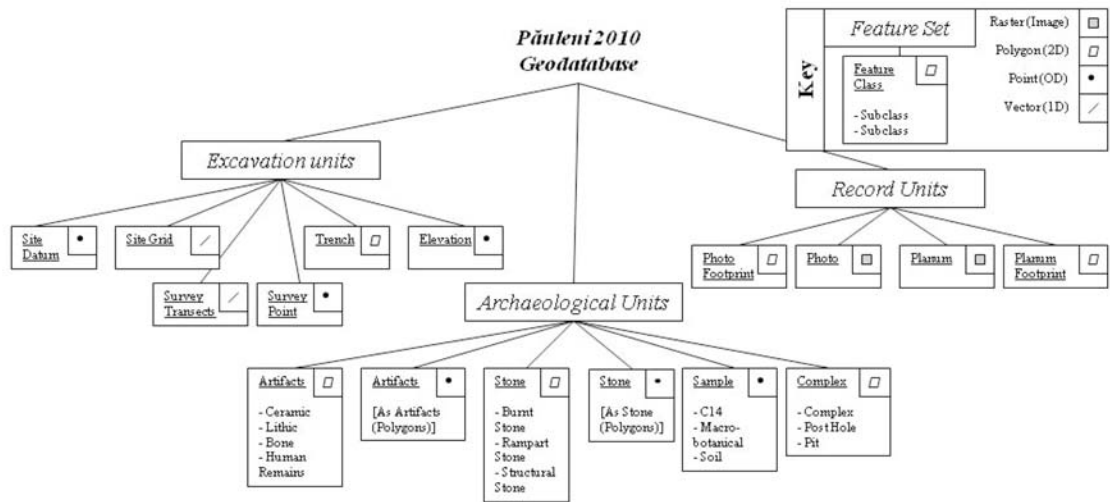 Păuleni 2010
Geodatabase
Key
Feature Set
Feature
Class
- Subclass
- Subclass
Raster (Image)
Polygon (2D)
Point (OD)
Vector (1D)
Excavation units
Site
Datum
Site Grid
Trench
Elevation
Survey
Transects
Survey
Point
Record Units
Photo
Footprint
Photo
Planum
Planum
Footprint
Archaeological Units
Artifacts
- Ceramic
- Lithic
- Bone
- Human
Remains
Artifacts
[As Artifacts
(Polygons)]
Stone
- Burnt
Stone
- Rampart
Stone
- Structural
Stone
Stone
[As Stone
(Polygons)]
Sample
- C14
- Macro-
botanical
- Soil
Complex
- Complex
- Post Hole
- Pit